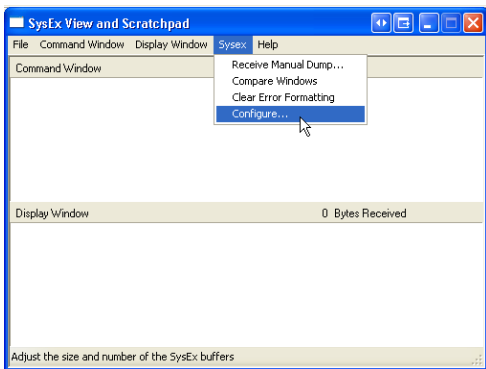 SysEx View and Scratchpad
File Command Window Display Window Sysex Help
Command Window
Receive Manual Dump...
Compare Windows
Clear Error Formatting
Configure...
Display Window 0 Bytes Received
Adjust the size and number of the SysEx buffers